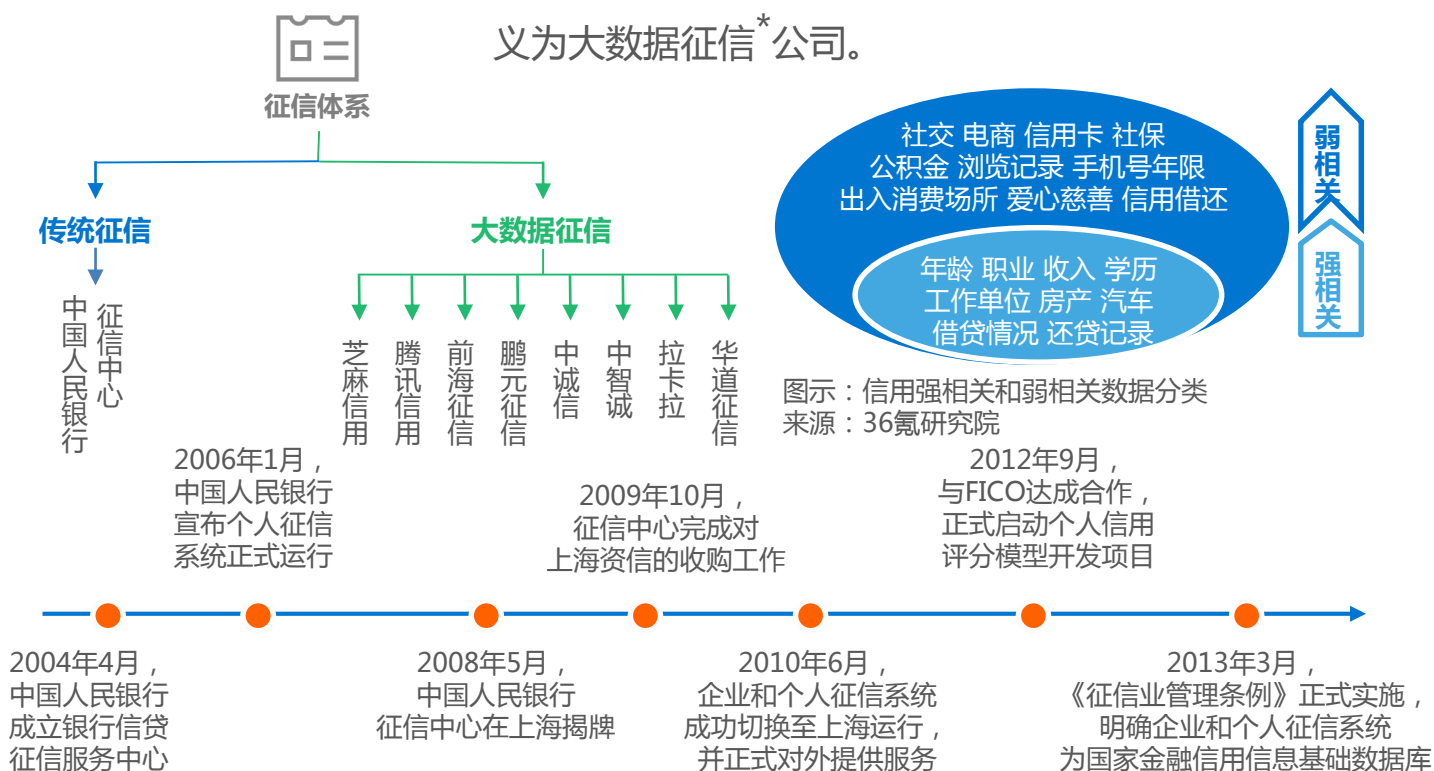 义为大数据征信*公司。
征信体系
传统征信
大数据征信
中国人民银行
征信中心
芝麻信用
腾讯信用
前海征信
鹏元征信
中诚信
中智诚
拉卡拉
华道征信
社交 电商 信用卡 社保
公积金 浏览记录 手机号年限
出入消费场所 爱心慈善 信用借还
年龄 职业 收入 学历
工作单位 房产 汽车
借贷情况 还贷记录
弱相关
强相关
图示：信用强相关和弱相关数据分类
来源：36氪研究院
2006年1月，
中国人民银行
宣布个人征信
系统正式运行
2009年10月，
征信中心完成对
上海资信的收购工作
2012年9月，
与FICO达成合作，
正式启动个人信用
评分模型开发项目
2004年4月，
中国人民银行
成立银行信贷
征信服务中心
2008年5月，
中国人民银行
征信中心在上海揭牌
2010年6月，
企业和个人征信系统
成功切换至上海运行，
并正式对外提供服务
2013年3月，
《征信业管理条例》正式实施，
明确企业和个人征信系统
为国家金融信用信息基础数据库